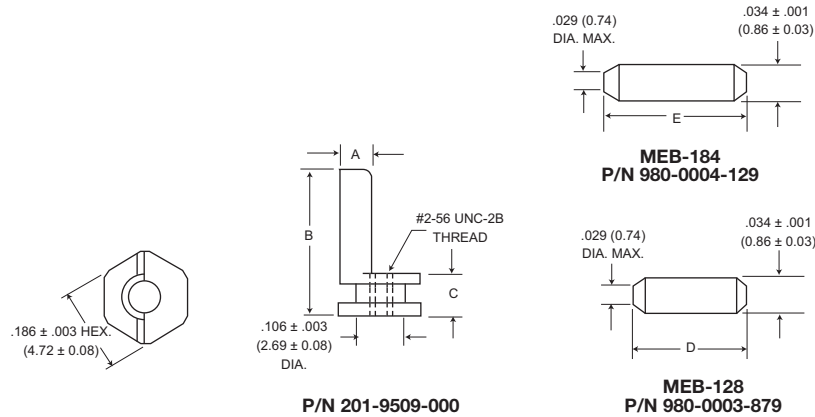 .186 ± .003 HEX.
(4.72 ± 0.08)
A
B
#2-56 UNC-2B
THREAD
C
.106 ± .003
(2.69 ± 0.08)
DIA.
P/N 201-9509-000
.029 (0.74)
DIA. MAX.
.034 ± .001
(0.86 ± 0.03)
E
MEB-184
P/N 980-0004-129
.029 (0.74)
DIA. MAX.
.034 ± .001
(0.86 ± 0.03)
D
MEB-128
P/N 980-0003-879